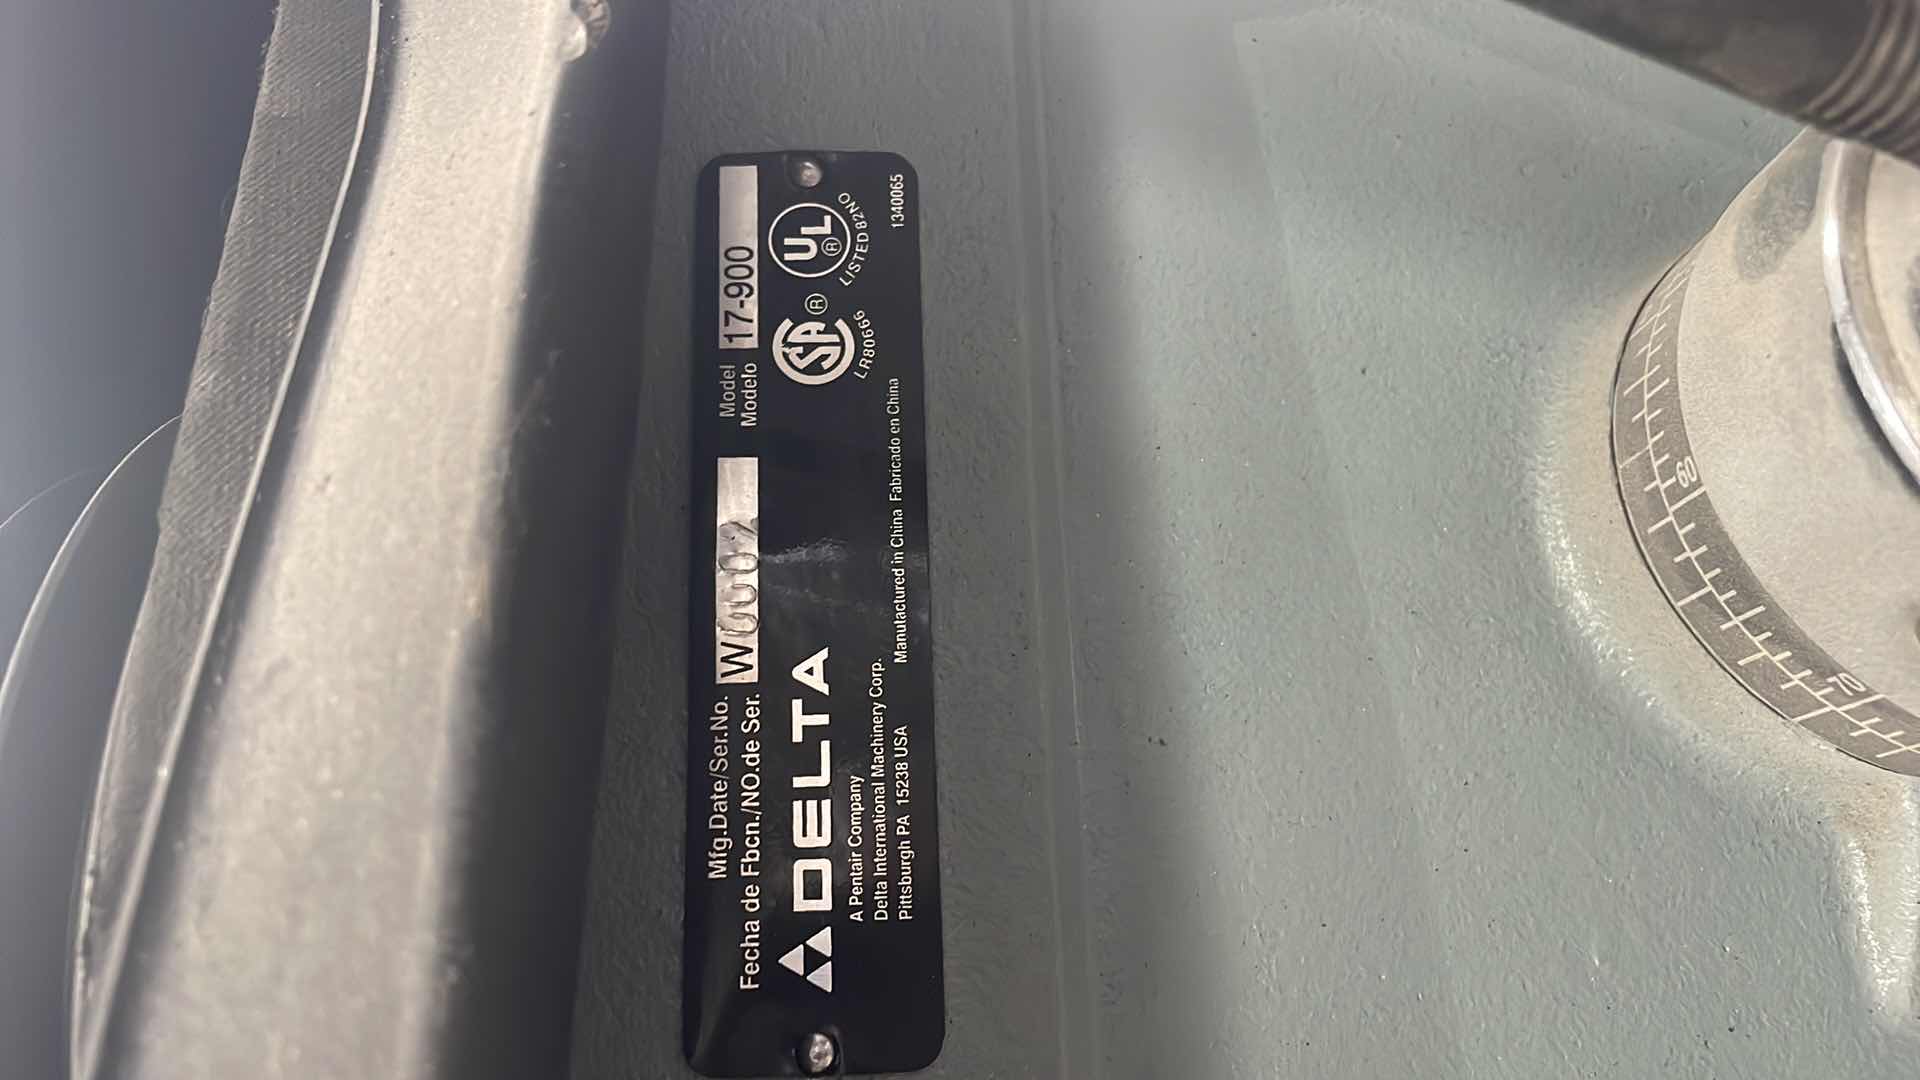 Mfg.Date/Ser.No.
Fecha de Fbcn./NO.de Ser.
Model
Modelo
17-900
DELTA
SA ®
LR80666
UL ®
LISTED 82NO
A Pentair Company
Delta International Machinery Corp.
Pittsburgh PA 15238 USA
Manufactured in China Fabricado en China
1340065